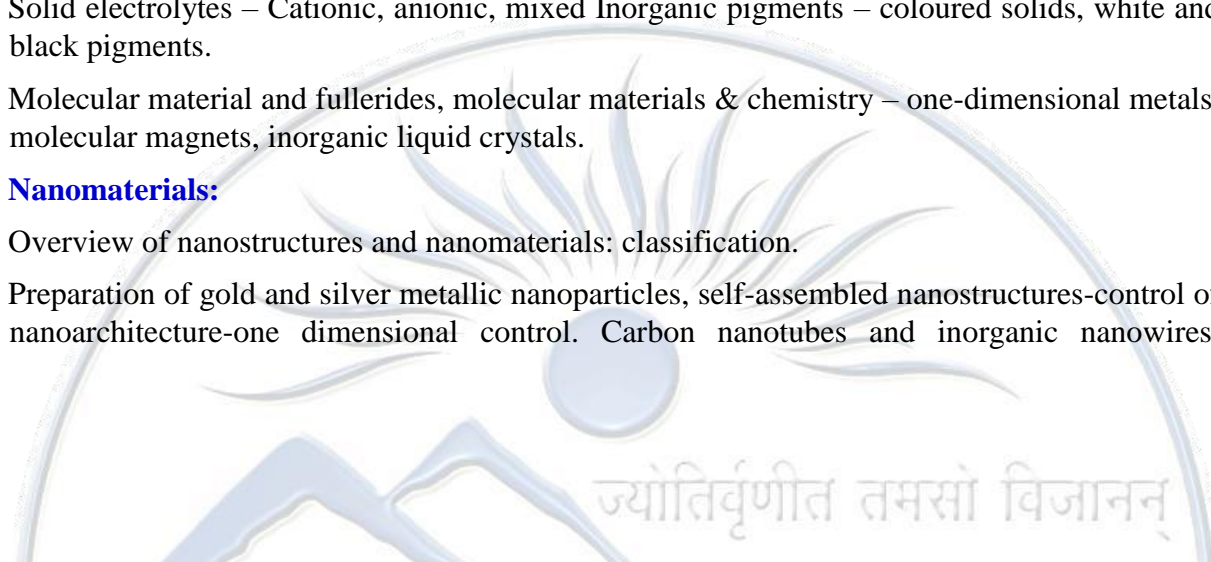 Solid electrolytes – Cationic, anionic, mixed Inorganic pigments – coloured solids, white and
black pigments.
Molecular material and fullerides, molecular materials & chemistry – one-dimensional metals
molecular magnets, inorganic liquid crystals.
Nanomaterials:
Overview of nanostructures and nanomaterials: classification.
Preparation of gold and silver metallic nanoparticles, self-assembled nanostructures-control of
nanoarchitecture-one dimensional control. Carbon nanotubes and inorganic nanowires
ज्योतिर्वृणीत तमसो विजानन्